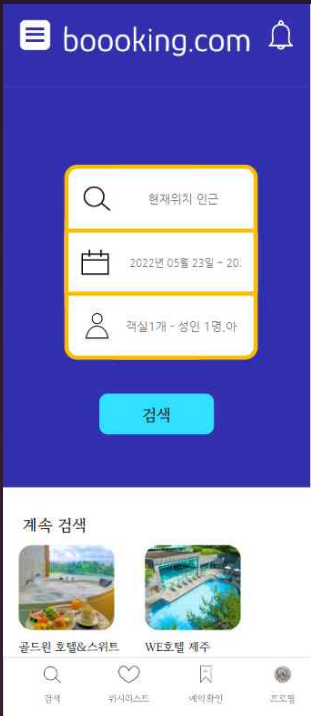 boooking.com
현재위치 인근
2022년 05월 23일 ~ 20.
객실1개 - 성인 1명,아
검색
계속 검색
골드원 호텔&스위트
WE호텔 제주
검색
위시리스트
예약확인
프로필